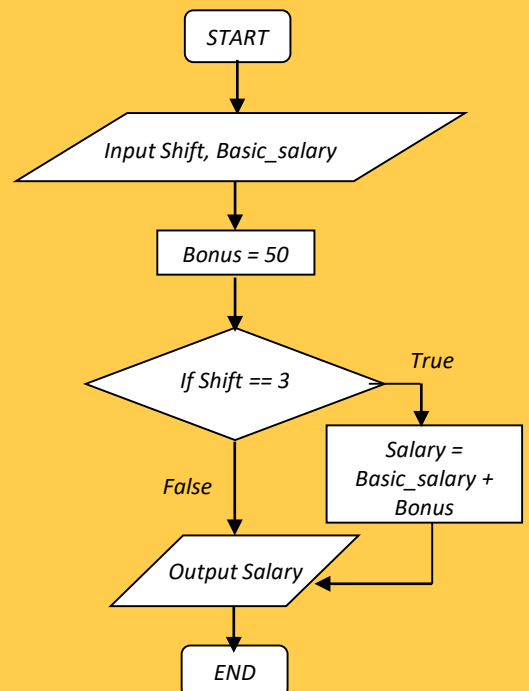 START
Input Shift, Basic_salary
Bonus = 50
If Shift == 3
True
Salary =
Basic_salary +
Bonus
False
Output Salary
END